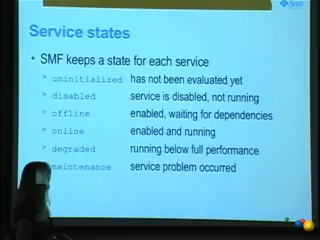 Sun
Service states
• SMF keeps a state for each service
> uninitialized has not been evaluated yet
> disabled service is disabled, not running
> offline enabled, waiting for dependencies
> online enabled and running
> degraded running below full performance
maintenance service problem occurred